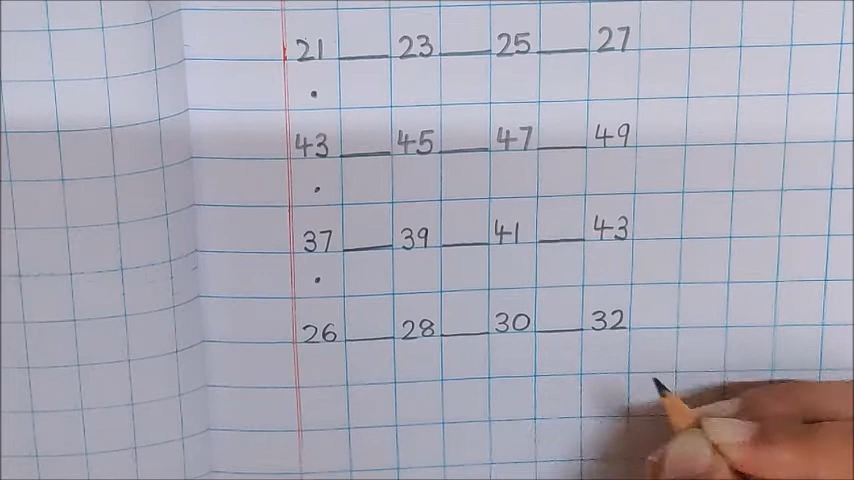 21 ___ 23 ___ 25 ___ 27
.
43 ___ 45 ___ 47 ___ 49
.
37 ___ 39 ___ 41 ___ 43
.
26 ___ 28 ___ 30 ___ 32